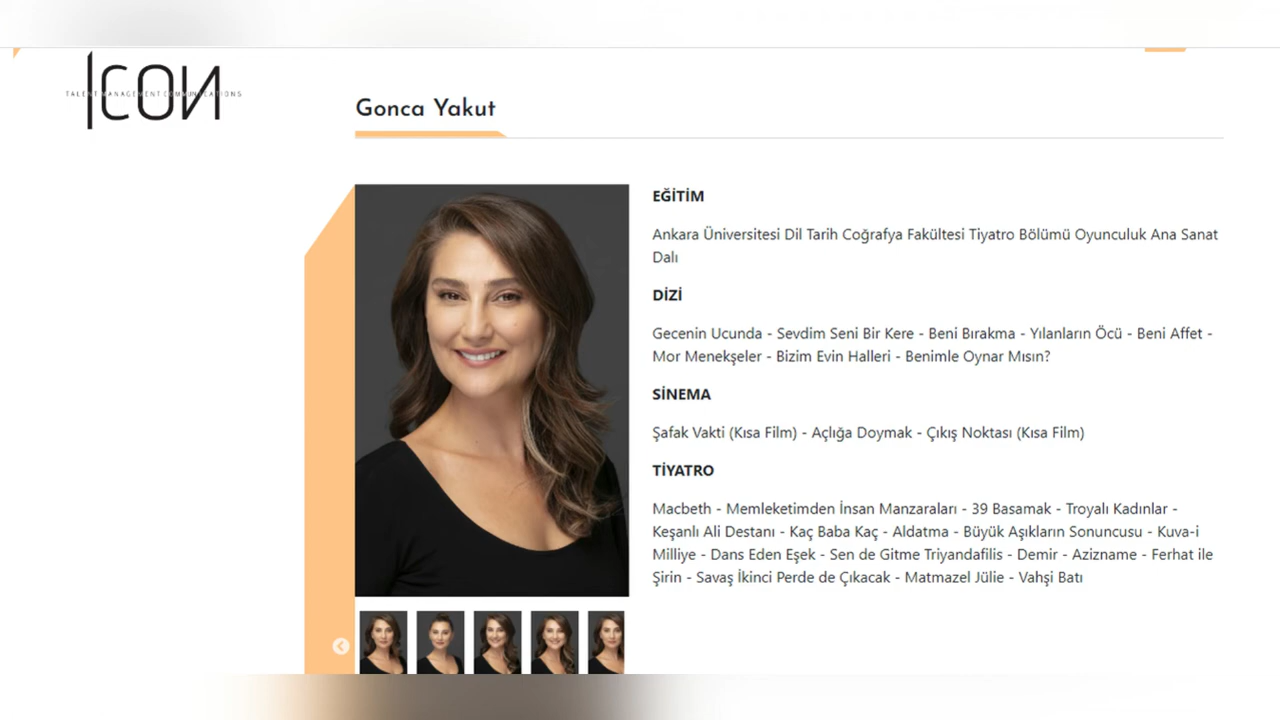 ICON
TALENT MANAGEMENT COMMUNICATIONS
Gonca Yakut
EĞİTİM
Ankara Üniversitesi Dil Tarih Coğrafya Fakültesi Tiyatro Bölümü Oyunculuk Ana Sanat
Dalı
DİZİ
Gecenin Ucunda - Sevdim Seni Bir Kere - Beni Bırakma - Yılanların Öcü - Beni Affet -
Mor Menekşeler - Bizim Evin Halleri - Benimle Oynar Mısın?
SİNEMA
Şafak Vakti (Kısa Film) - Açlığa Doymak - Çıkış Noktası (Kısa Film)
TİYATRO
Macbeth - Memleketimden İnsan Manzaraları - 39 Basamak - Troyalı Kadınlar -
Keşanlı Ali Destanı - Kaç Baba Kaç - Aldatma - Büyük Aşıkların Sonuncusu - Kuva-i
Milliye - Dans Eden Eşek - Sen de Gitme Triyandafilis - Demir - Azizname - Ferhat ile
Şirin - Savaş İkinci Perde de Çıkacak - Matmazel Jülie - Vahşi Batı